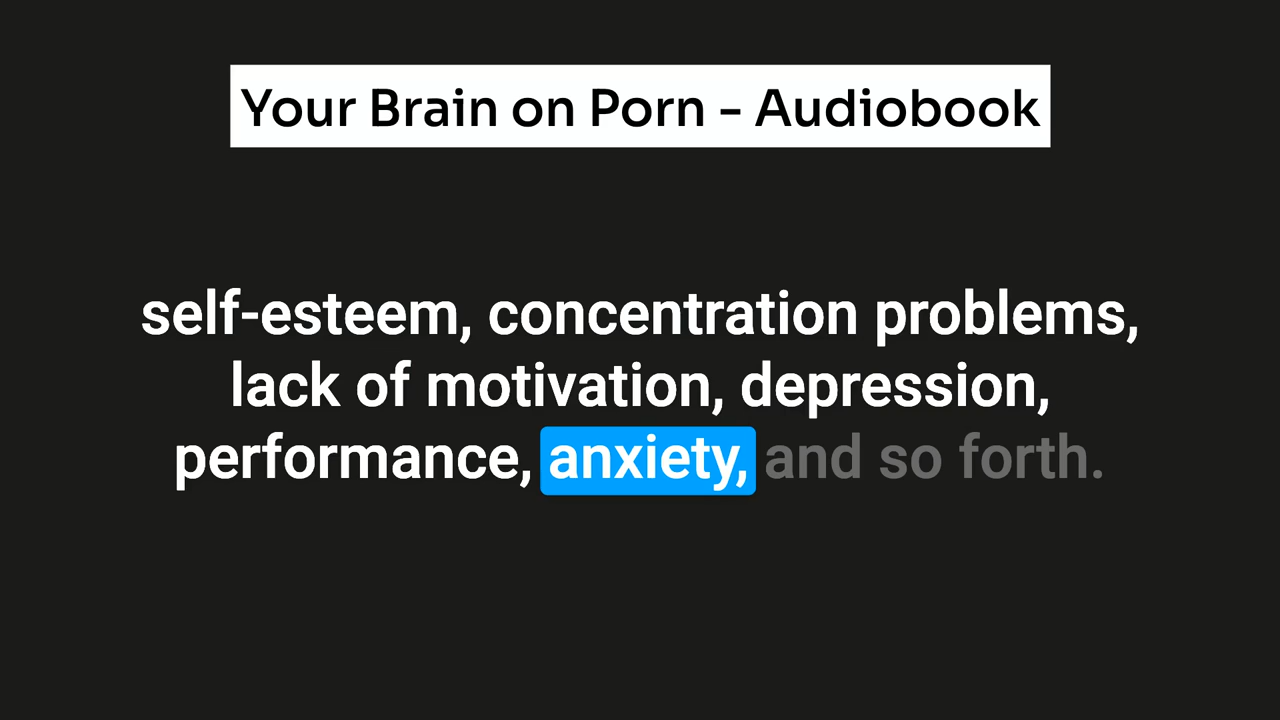 Your Brain on Porn - Audiobook
self-esteem, concentration problems,
lack of motivation, depression,
performance, anxiety, and so forth.